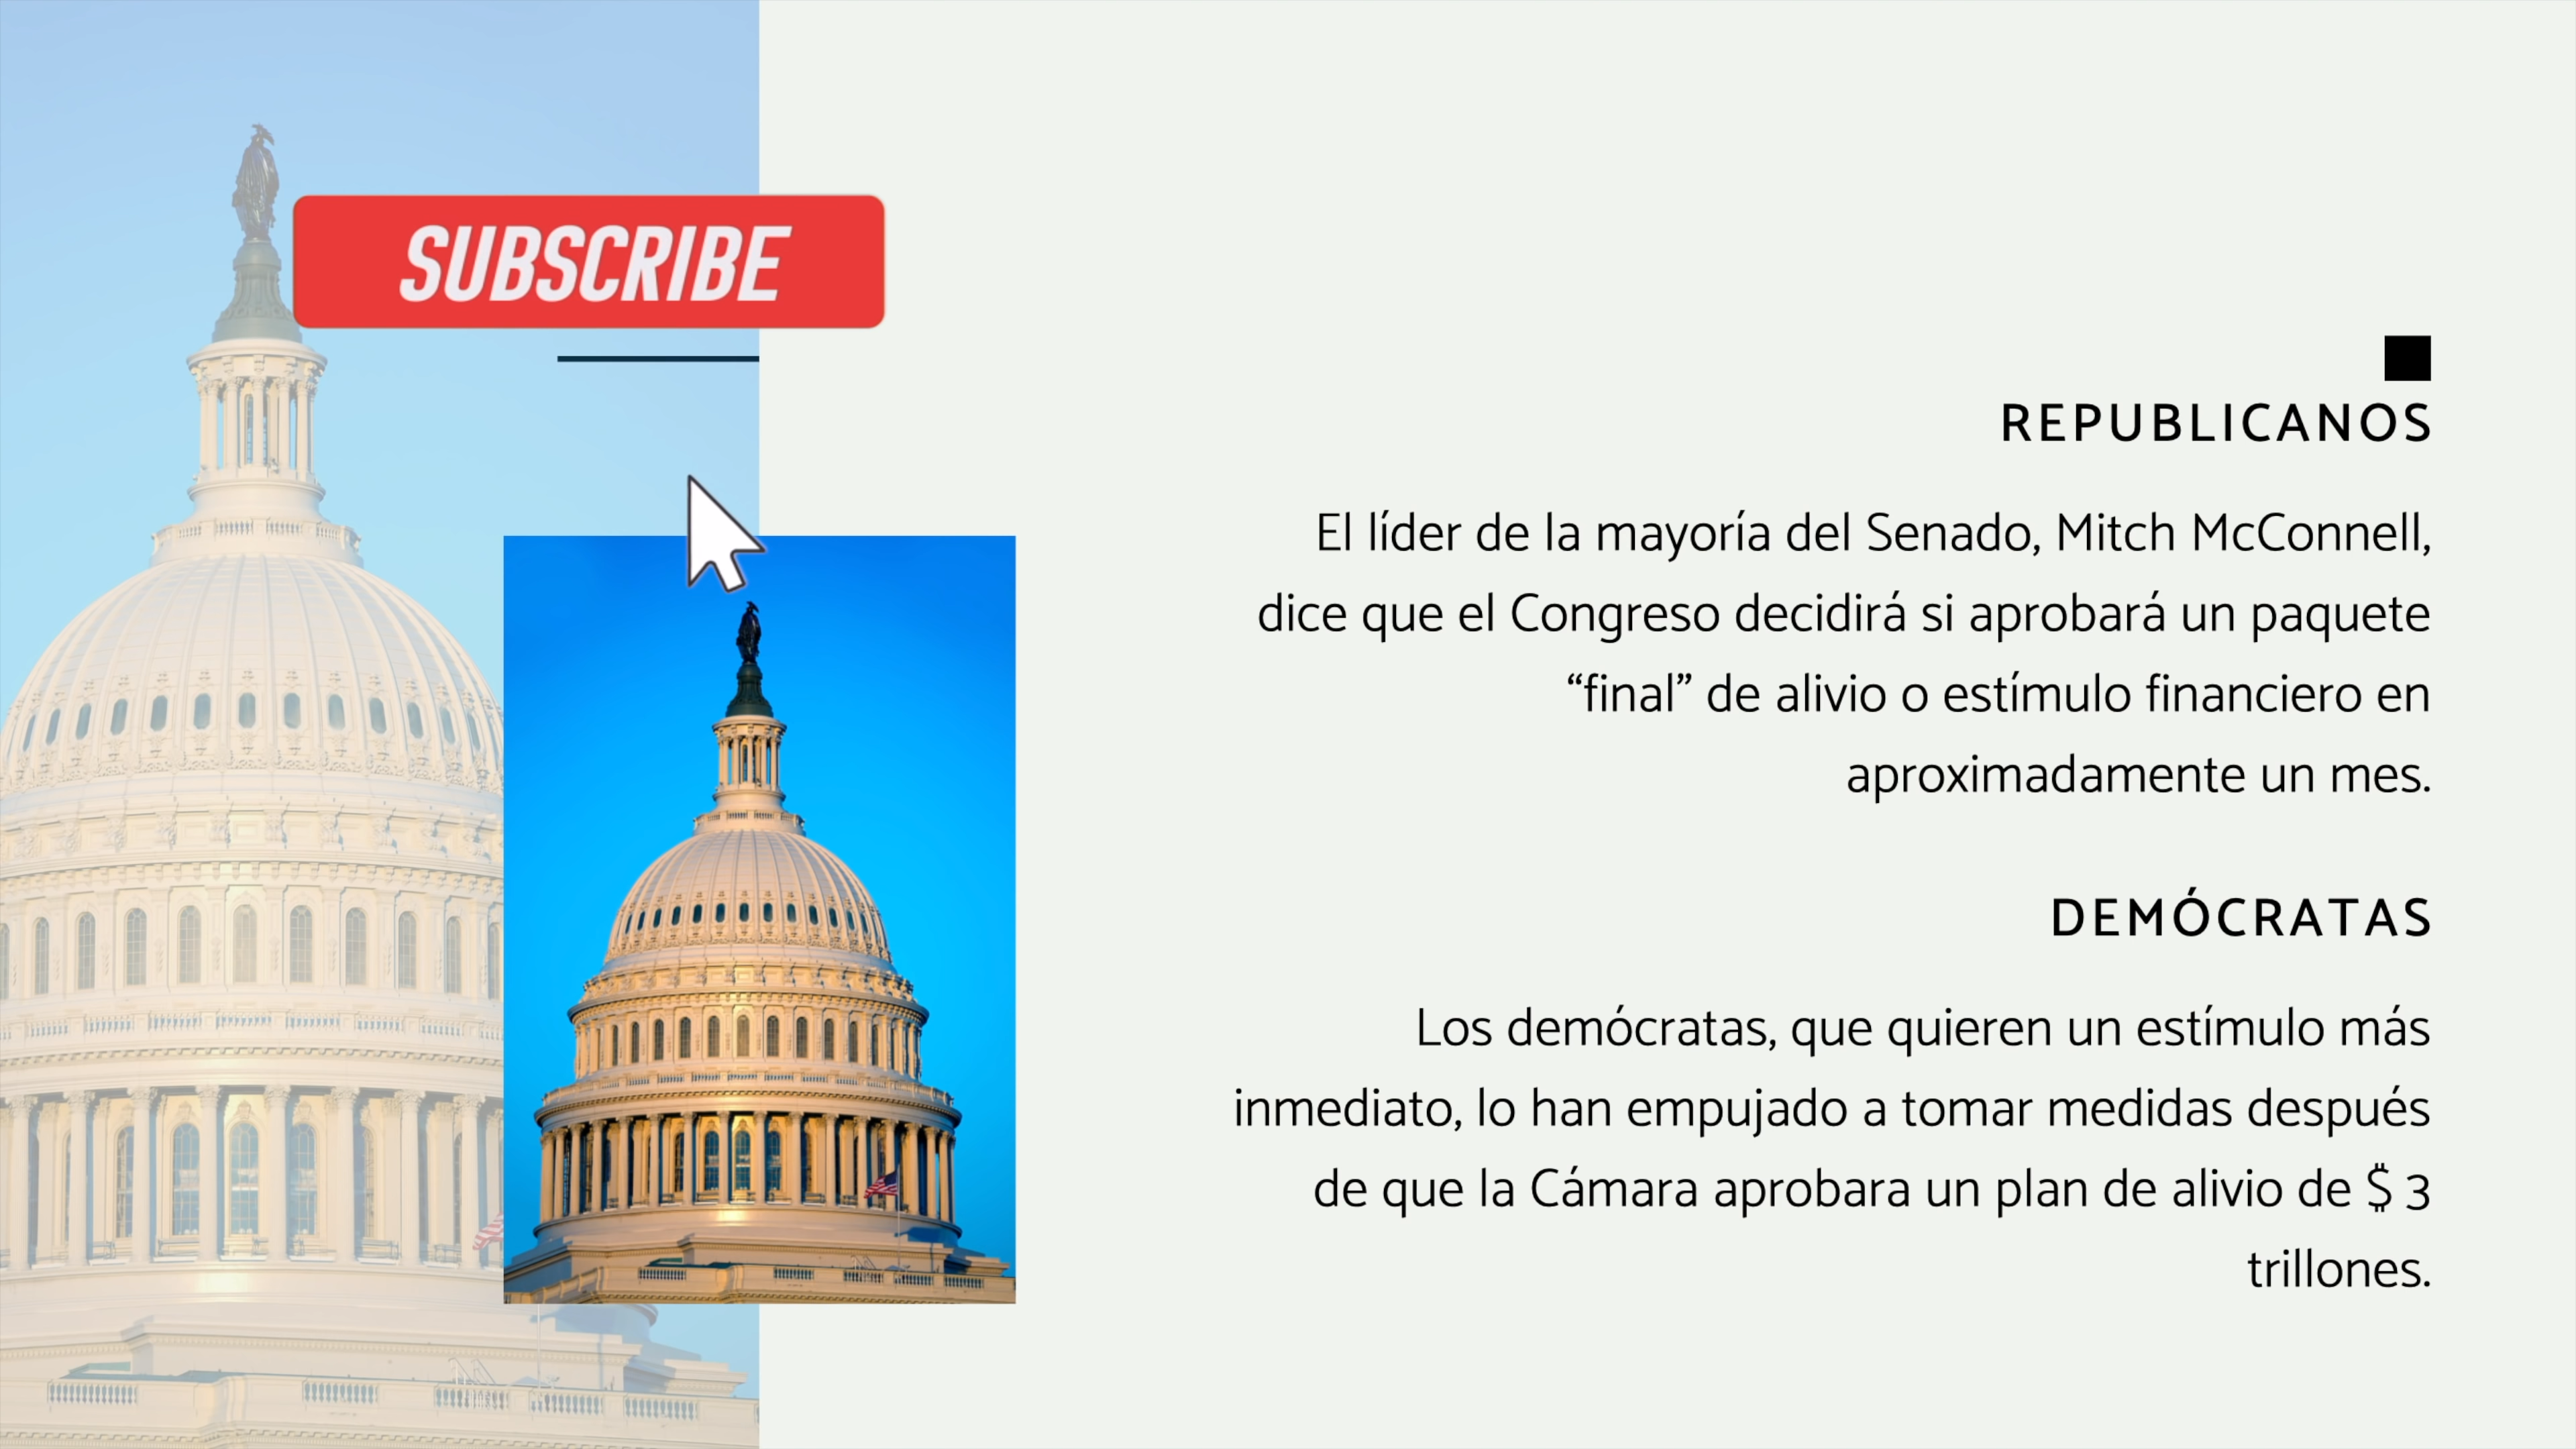 SUBSCRIBE
REPUBLICANOS
El líder de la mayoría del Senado, Mitch McConnell,
dice que el Congreso decidirá si aprobará un paquete
“final” de alivio o estímulo financiero en
aproximadamente un mes.
DEMÓCRATAS
Los demócratas, que quieren un estímulo más
inmediato, lo han empujado a tomar medidas después
de que la Cámara aprobara un plan de alivio de $ 3
trillones.